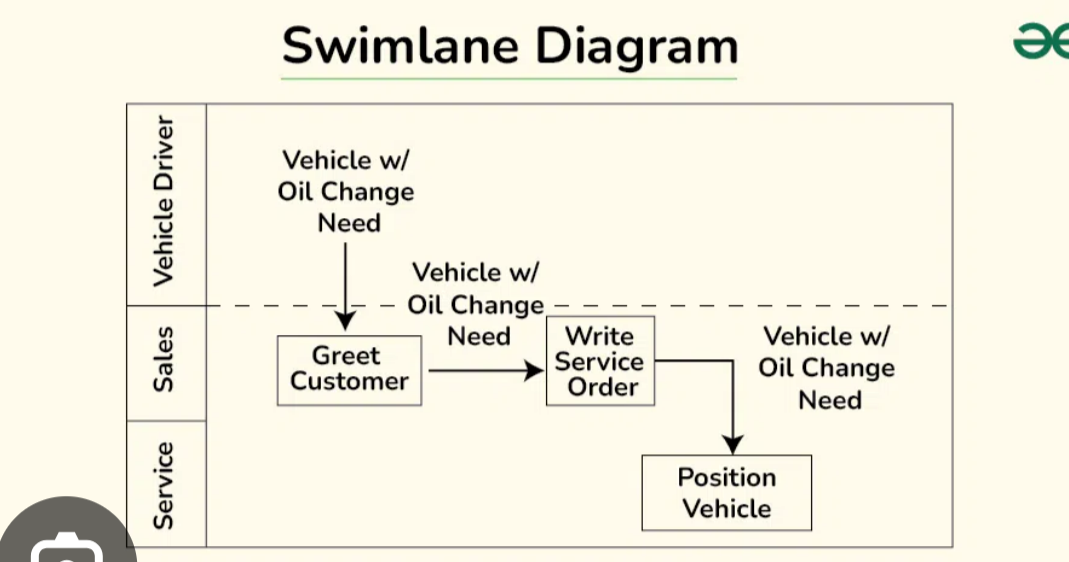 Swimlane Diagram
Vehicle Driver
Vehicle w/
Oil Change
Need
Vehicle w/
Oil Change
Need
Sales
Greet
Customer
Write
Service
Order
Vehicle w/
Oil Change
Need
Service
Position
Vehicle